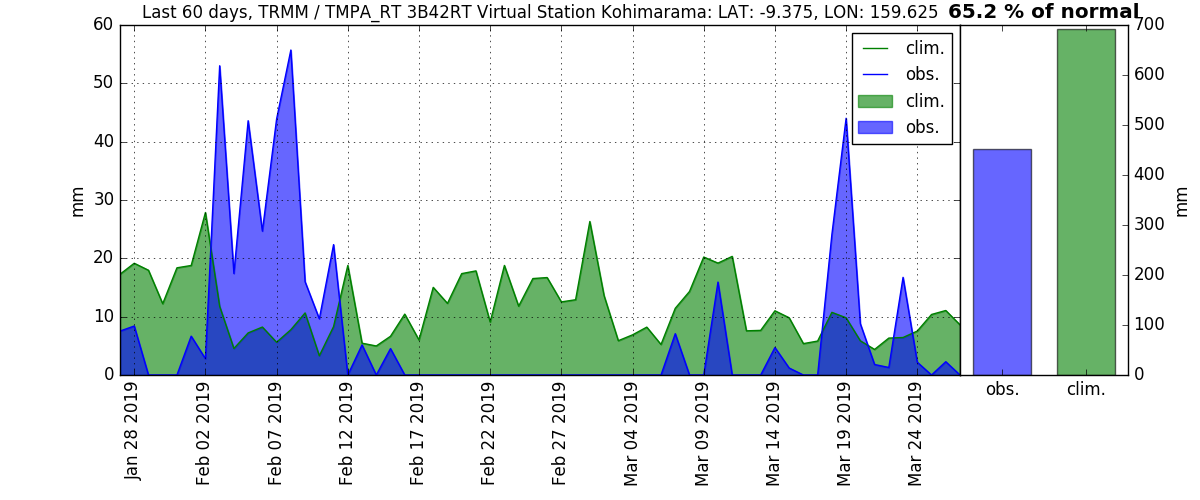 Last 60 days, TRMM / TMPA_RT 3B42RT Virtual Station Kohimarama: LAT: -9.375, LON: 159.625
65.2 % of normal
60
50
40
30
20
10
0
mm
clim.
obs.
clim.
obs.
700
600
500
400
300
200
100
0
mm
obs.
clim.
Jan 28 2019
Feb 02 2019
Feb 07 2019
Feb 12 2019
Feb 17 2019
Feb 22 2019
Feb 27 2019
Mar 04 2019
Mar 09 2019
Mar 14 2019
Mar 19 2019
Mar 24 2019